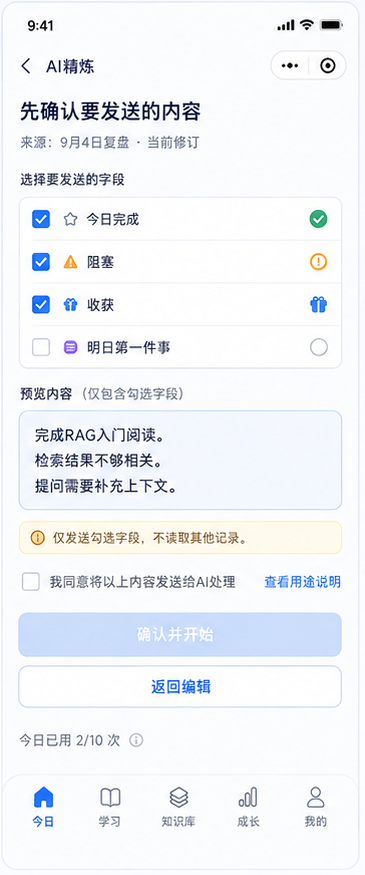 9:41
AI精炼
先确认要发送的内容
来源：9月4日复盘 · 当前修订
选择要发送的字段
今日完成
阻塞
收获
明日第一件事
预览内容（仅包含勾选字段）
完成RAG入门阅读。
检索结果不够相关。
提问需要补充上下文。
仅发送勾选字段，不读取其他记录。
我同意将以上内容发送给AI处理 查看用途说明
确认并开始
返回编辑
今日已用 2/10 次
今日 学习 知识库 成长 我的